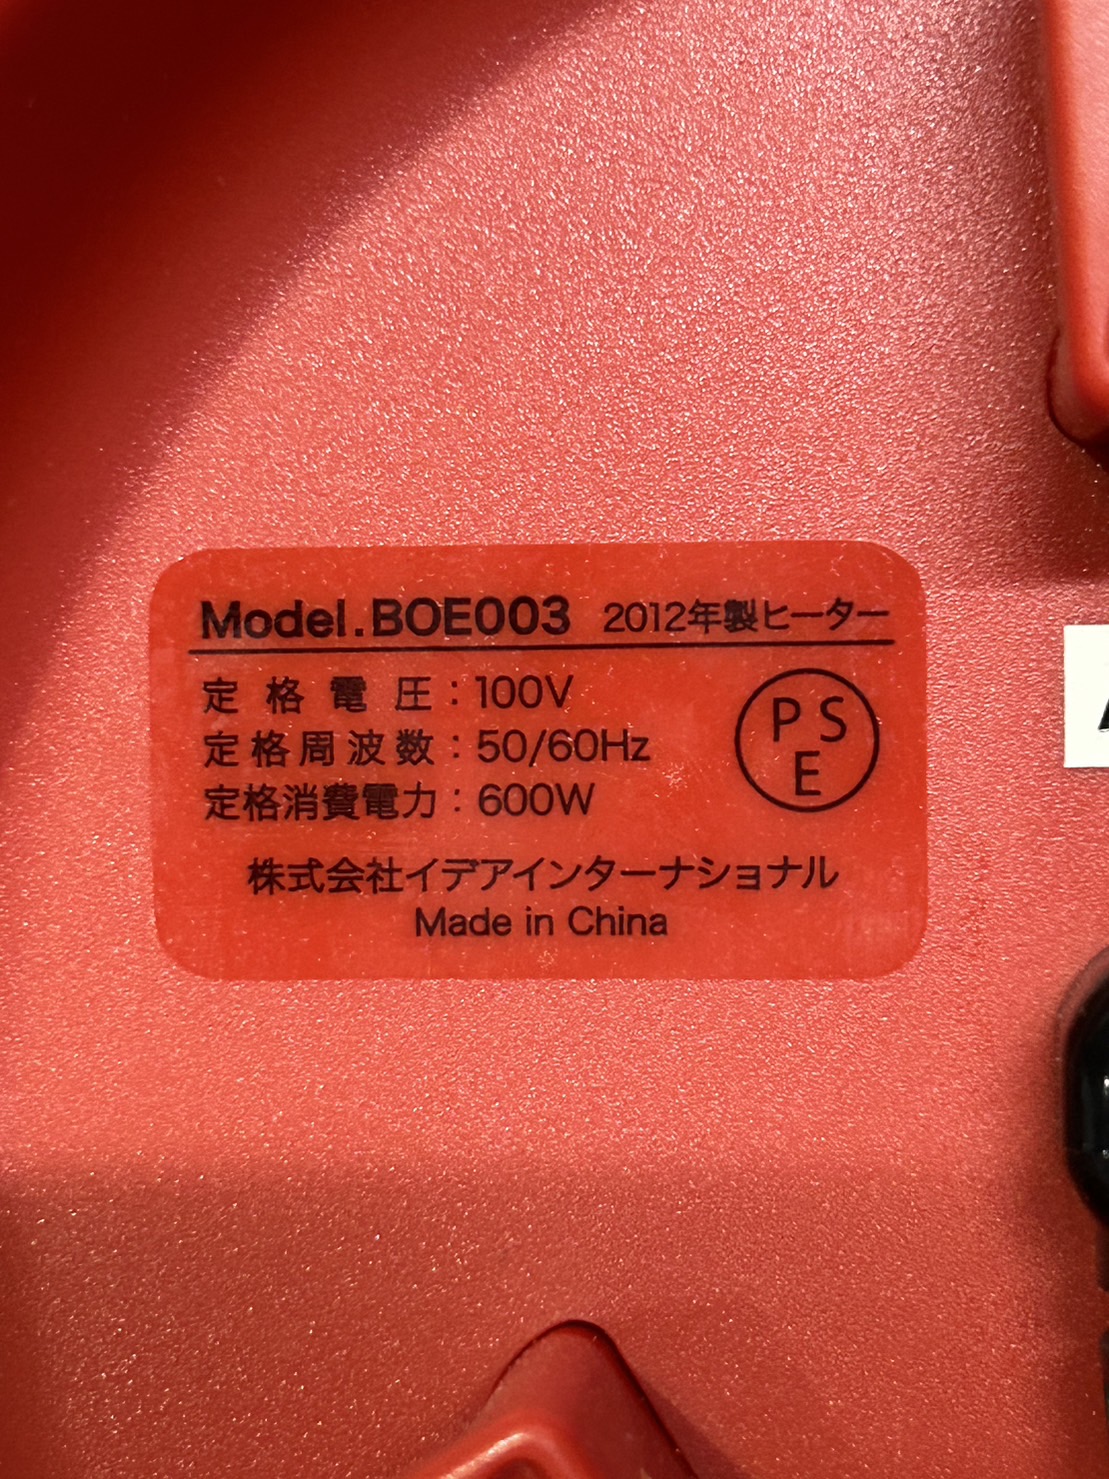 Model.BOE003 2012年製ヒーター
定格電圧：100V
定格周波数：50/60Hz
定格消費電力：600W
PS
E
株式会社イデアインターナショナル
Made in China